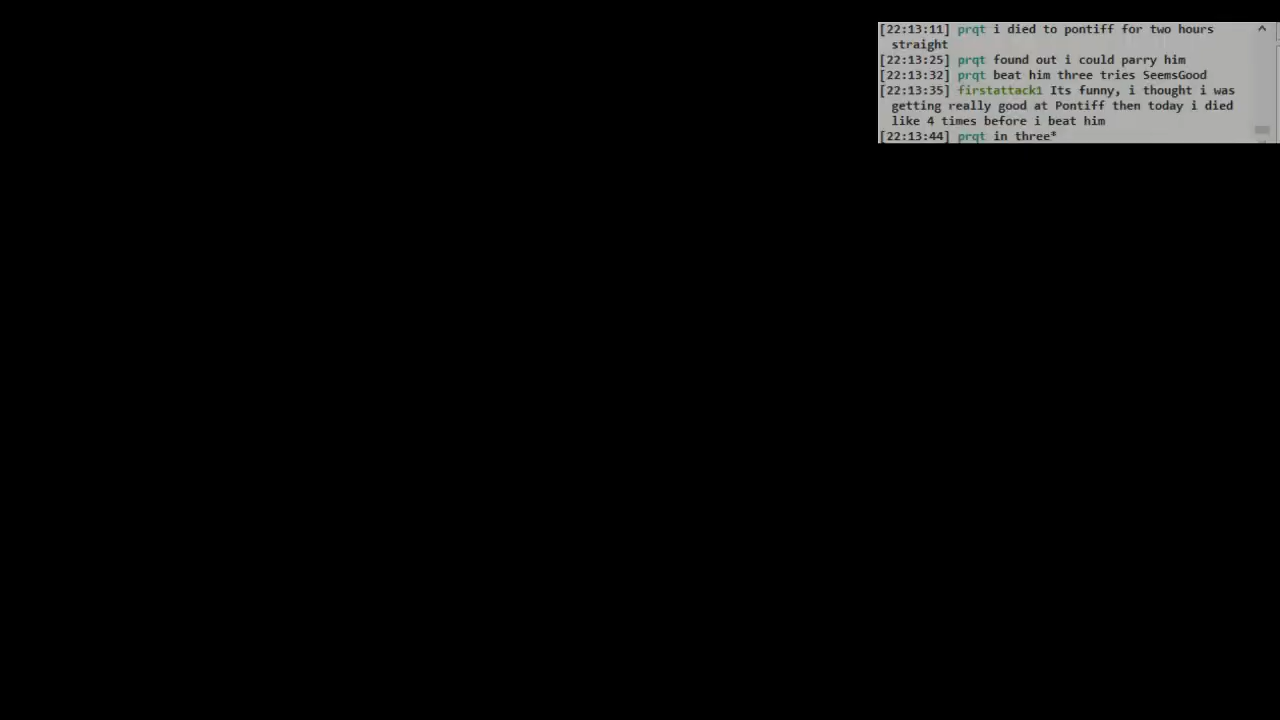 [22:13:11] prqt i died to pontiff for two hours
straight
[22:13:25] prqt found out i could parry him
[22:13:32] prqt beat him three tries SeemsGood
[22:13:35] firstattack1 Its funny, i thought i was
getting really good at Pontiff then today i died
like 4 times before i beat him
[22:13:44] prqt in three*